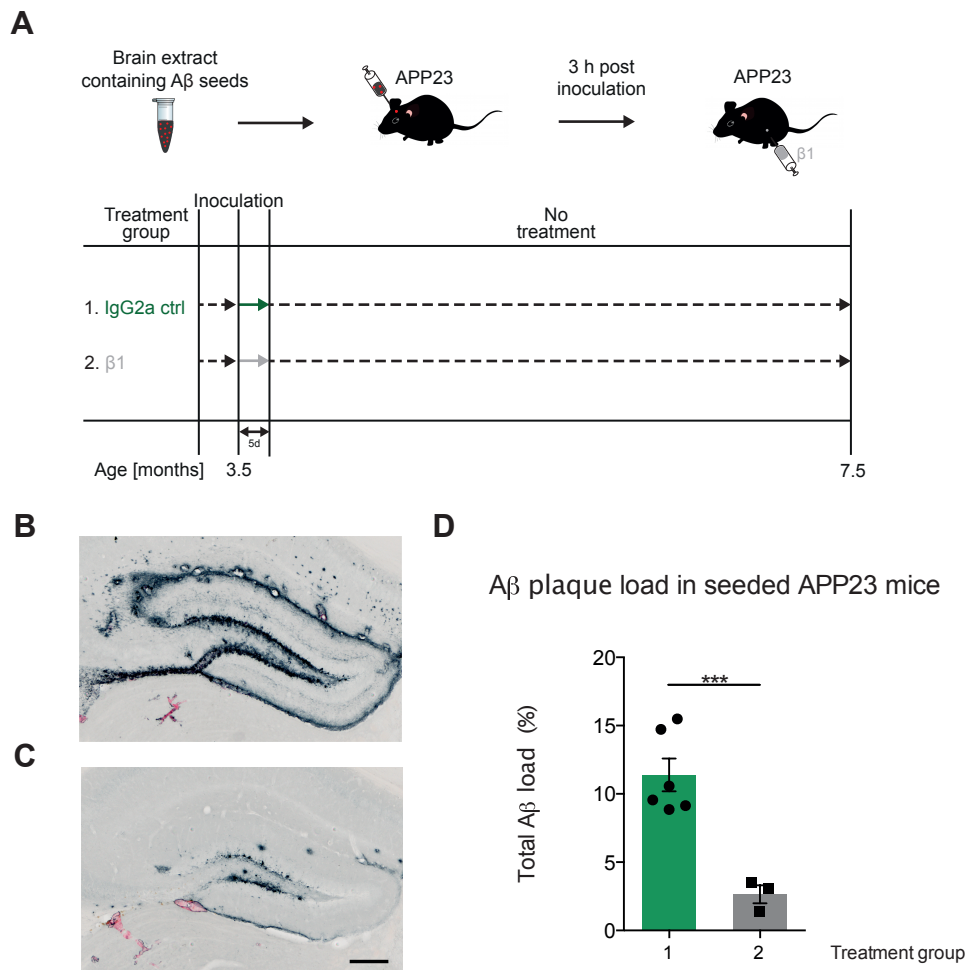 A
Brain extract
containing Aβ seeds
APP23
3 h post
inoculation
APP23
β1
Inoculation
Treatment
group
No
treatment
1. IgG2a ctrl
2. β1
5d
Age [months]
3.5
7.5
B
C
D
Aβ plaque load in seeded APP23 mice
Total Aβ load (%)
20
15
10
5
0
***
1
2
Treatment group